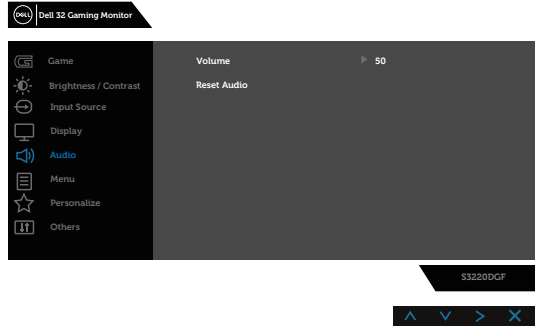 DELL
Dell 32 Gaming Monitor
Game
Volume 50
Brightness / Contrast
Reset Audio
Input Source
Display
Audio
Menu
Personalize
Others
S3220DGF